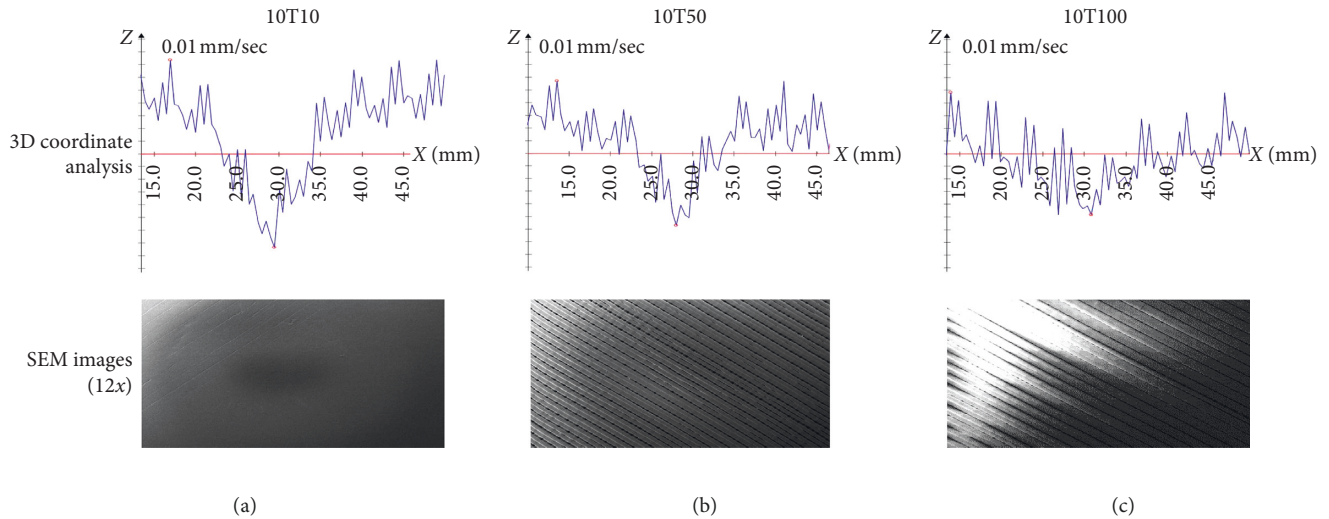 10T10
10T50
10T100
Z
0.01 mm/sec
Z
0.01 mm/sec
Z
0.01 mm/sec
3D coordinate
analysis
X (mm)
15.0 20.0 25.0 30.0 35.0 40.0 45.0
X (mm)
15.0 20.0 25.0 30.0 35.0 40.0 45.0
X (mm)
15.0 20.0 25.0 30.0 35.0 40.0 45.0
SEM images
(12x)
(a)
(b)
(c)